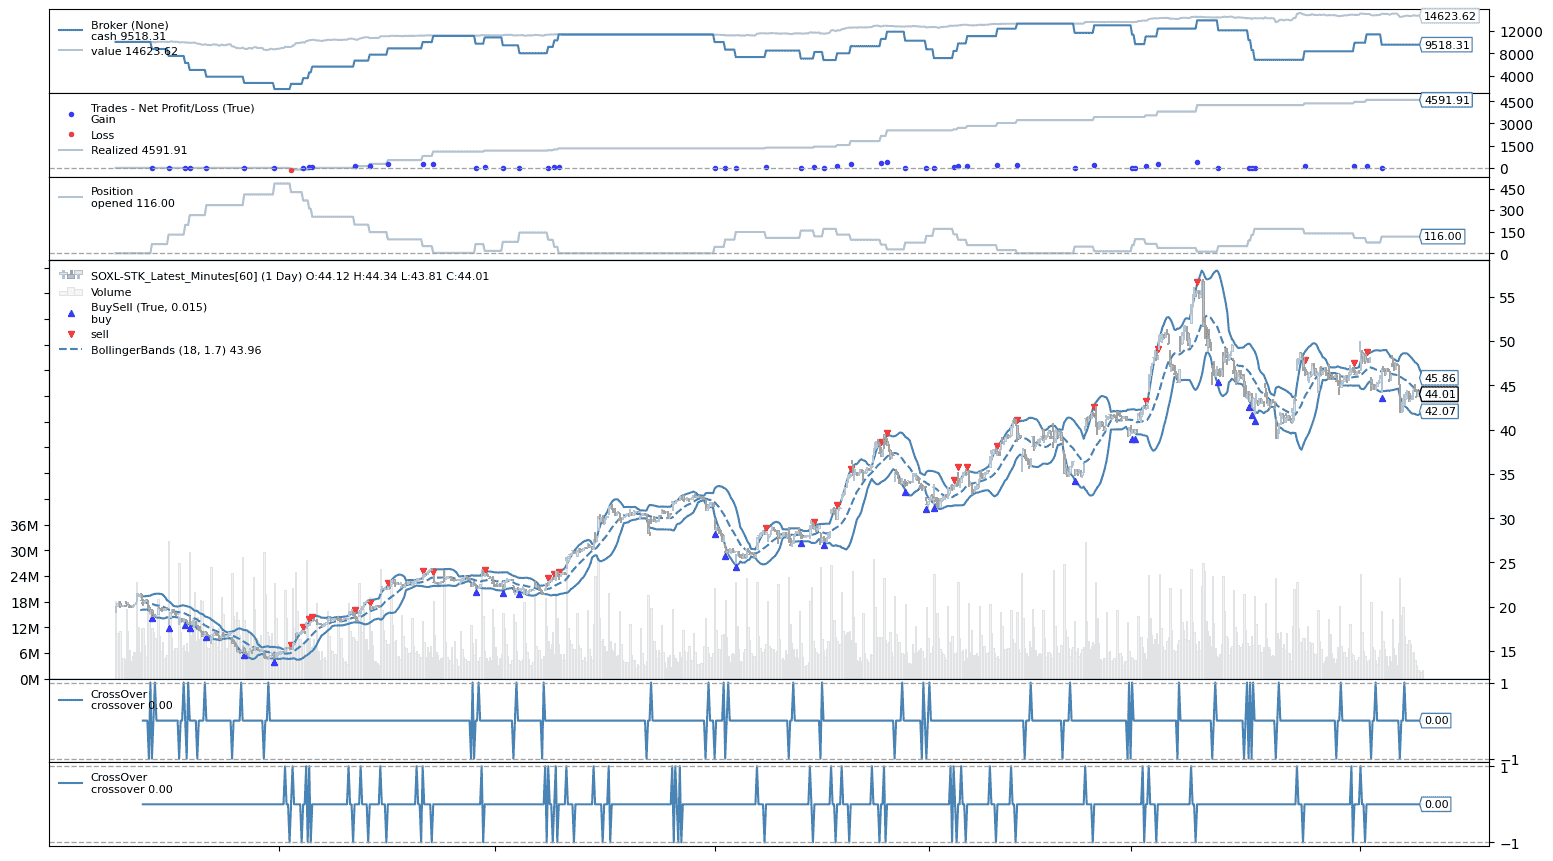 Broker (None)
cash 9518.31
value 14623.62
14623.62
12000
9518.31
8000
4000
Trades - Net Profit/Loss (True)
Gain
Loss
Realized 4591.91
4591.91
4500
3000
1500
0
Position
opened 116.00
450
300
150
116.00
0
SOXL-STK_Latest_Minutes[60] (1 Day) O:44.12 H:44.34 L:43.81 C:44.01
Volume
BuySell (True, 0.015)
buy
sell
BollingerBands (18, 1.7) 43.96
55
50
45.86
45
44.01
42.07
40
35
30
25
20
15
36M
30M
24M
18M
12M
6M
0M
CrossOver
crossover 0.00
1
0.00
−1
CrossOver
crossover 0.00
1
0.00
−1